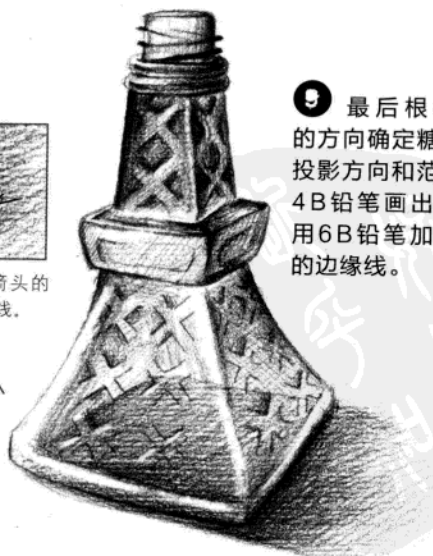 箭头的
线。
9 最后根
的方向确定糖
投影方向和范
4B铅笔画出
用6B铅笔加
的边缘线。